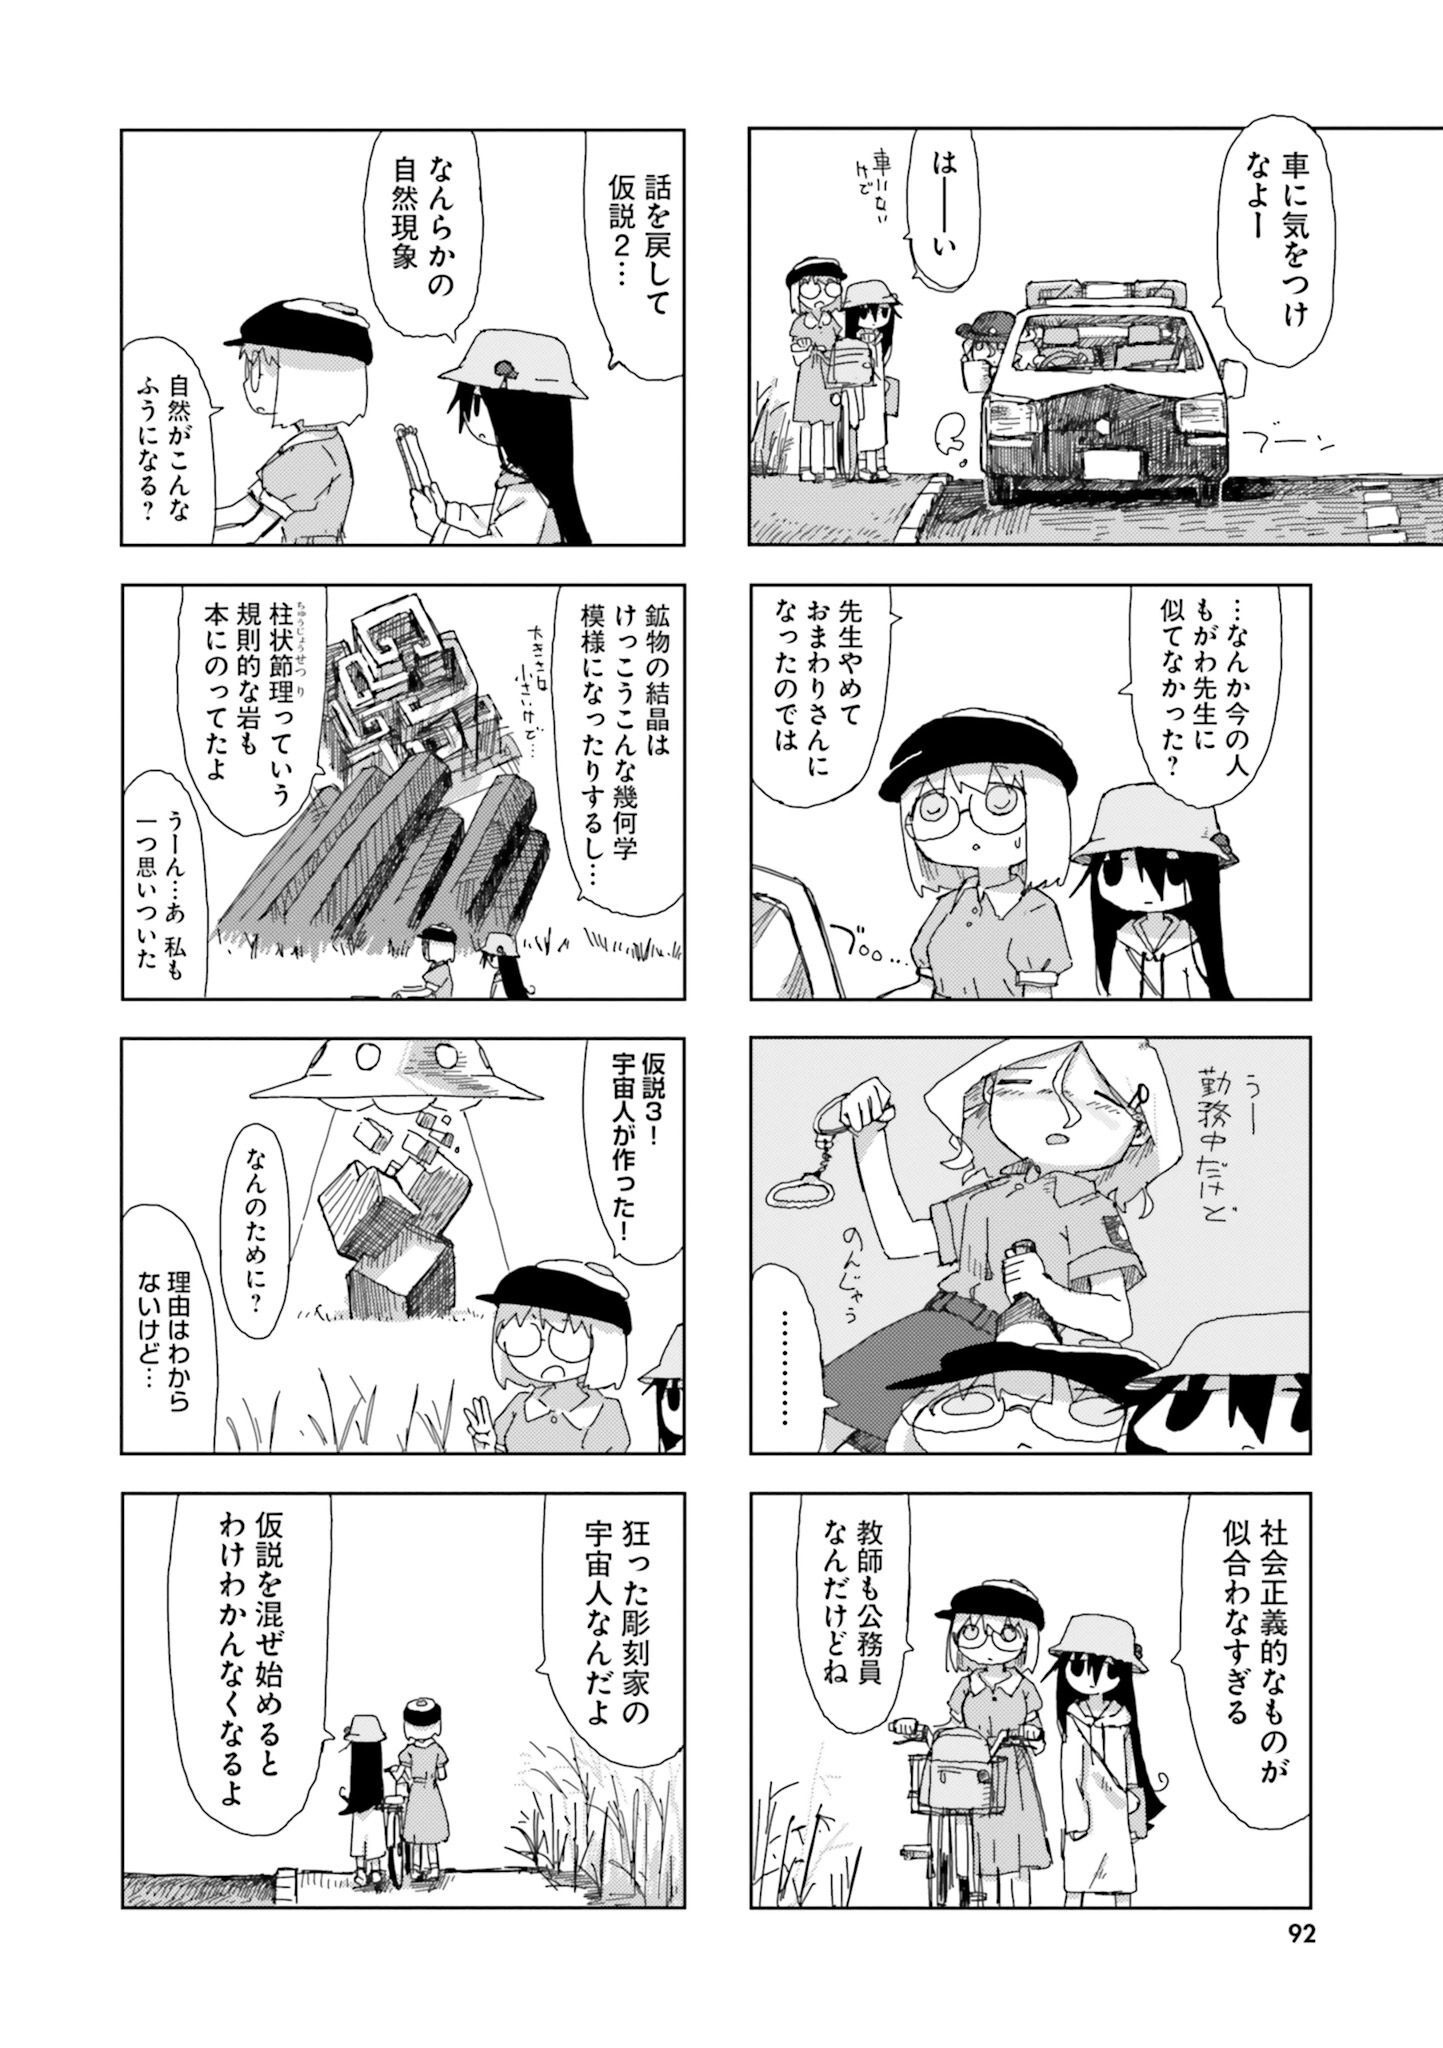 車に気をつけ
なよー
はーーい
車いない
けど
ブーン
…なんか今の人
もがわ先生に
似てなかった?
先生やめて
おまわりさんに
なったのでは
ブ。。。
うー
勤務中だけど
のんじゃう
…………
社会正義的なものが
似合わなすぎる
教師も公務員
なんだけどね
話を戻して
仮説2…
なんらかの
自然現象
自然がこんな
ふうになる?
鉱物の結晶は
けっこうこんな幾何学
模様になったりするし…
大きさは
小さいけど…
柱状節理っていう
ちゅうじょうせつり
規則的な岩も
本にのってたよ
うーん…あ 私も
一つ思いついた
仮説3!
宇宙人が作った!
なんのために?
理由はわから
ないけど…
狂った彫刻家の
宇宙人なんだよ
仮説を混ぜ始めると
わけわかんなくなるよ
92